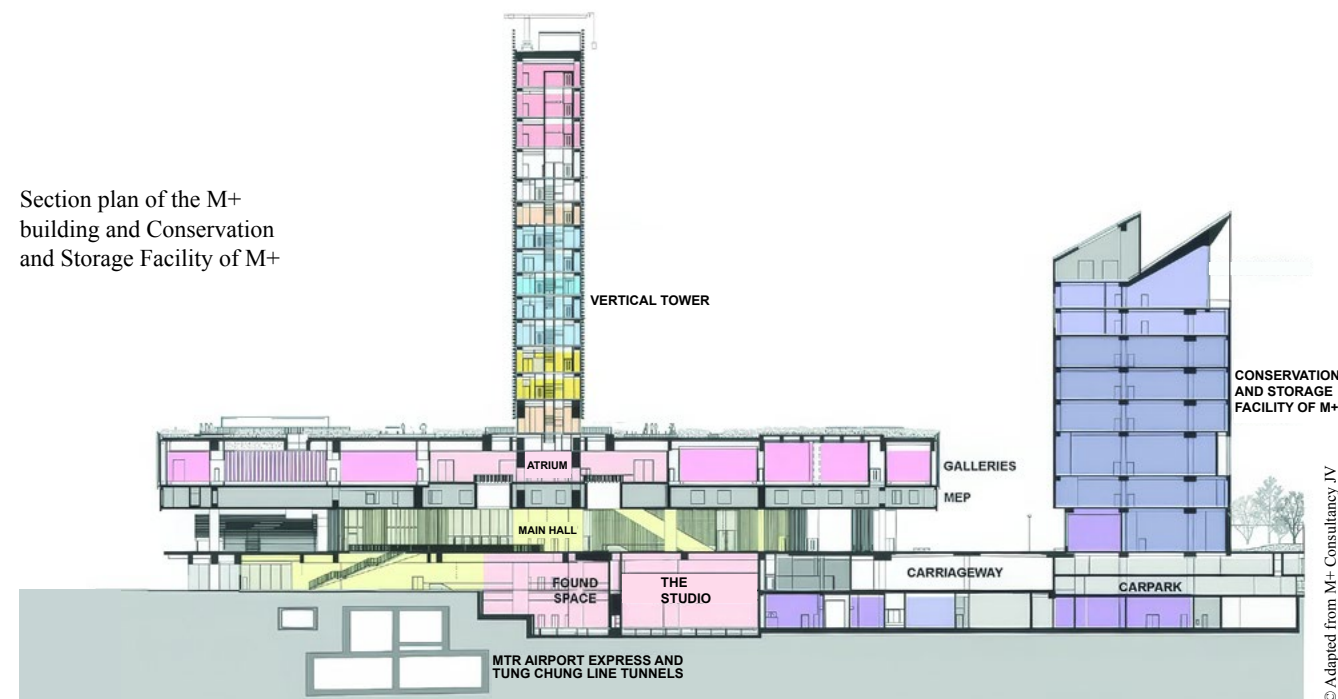 Section plan of the M+
building and Conservation
and Storage Facility of M+
VERTICAL TOWER
CONSERVATION
AND STORAGE
FACILITY OF M+
ATRIUM
GALLERIES
MEP
MAIN HALL
FOUND
SPACE
THE
STUDIO
CARRIAGEWAY
CARPARK
MTR AIRPORT EXPRESS AND
TUNG CHUNG LINE TUNNELS
© Adapted from M+ Consultancy JV